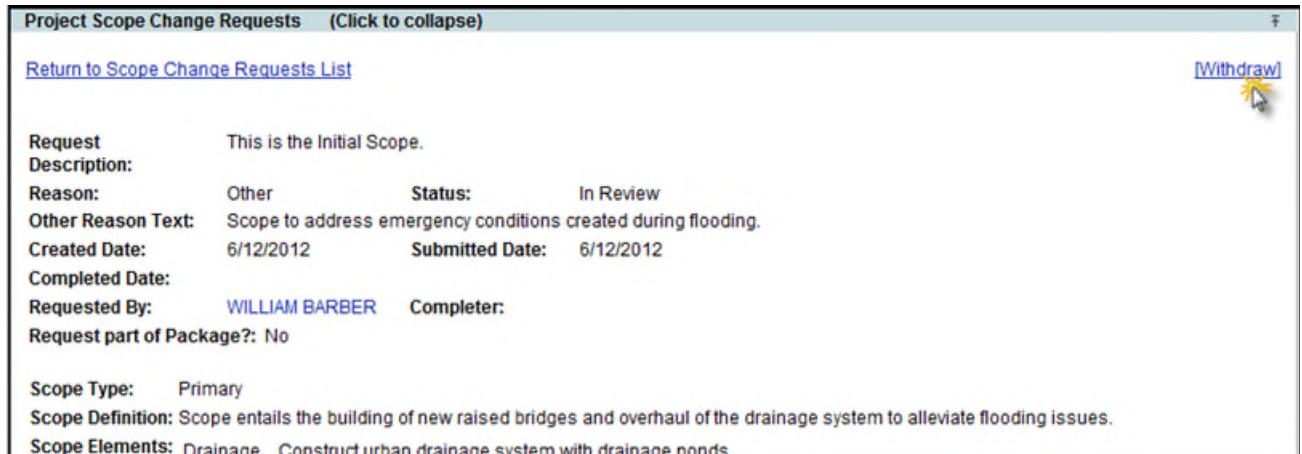 Project Scope Change Requests (Click to collapse)
Return to Scope Change Requests List [Withdraw]
Request Description: This is the Initial Scope.
Reason: Other Status: In Review
Other Reason Text: Scope to address emergency conditions created during flooding.
Created Date: 6/12/2012 Submitted Date: 6/12/2012
Completed Date:
Requested By: WILLIAM BARBER Completer:
Request part of Package?: No
Scope Type: Primary
Scope Definition: Scope entails the building of new raised bridges and overhaul of the drainage system to alleviate flooding issues.
Scope Elements: Drainage Construct urban drainage system with drainage ponds